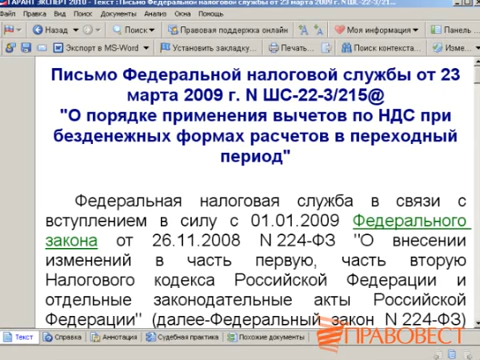 ГАРАНТ ЭКСПЕРТ 2010 - Текст : Письмо Федеральной налоговой службы от 23 марта 2009 г. N ШС-22-3/21...
Файл Вид Поиск Документы Анализ Окна Помощь
Назад Поиск Правовая поддержка онлайн Моя информация Панель ...
Экспорт в MS-Word Установить закладку... Поиск контекста... Изме...
Письмо Федеральной налоговой службы от 23
марта 2009 г. N ШС-22-3/215@
"О порядке применения вычетов по НДС при
безденежных формах расчетов в переходный
период"
Федеральная налоговая служба в связи с
вступлением в силу с 01.01.2009 Федерального
закона от 26.11.2008 N 224-ФЗ "О внесении
изменений в часть первую, часть вторую
Налогового кодекса Российской Федерации и
отдельные законодательные акты Российской
Федерации" (далее-Федеральный закон N 224-ФЗ)
Текст Справка Аннотация Судебная практика Похожие документы
ПРАВОВЕСТ